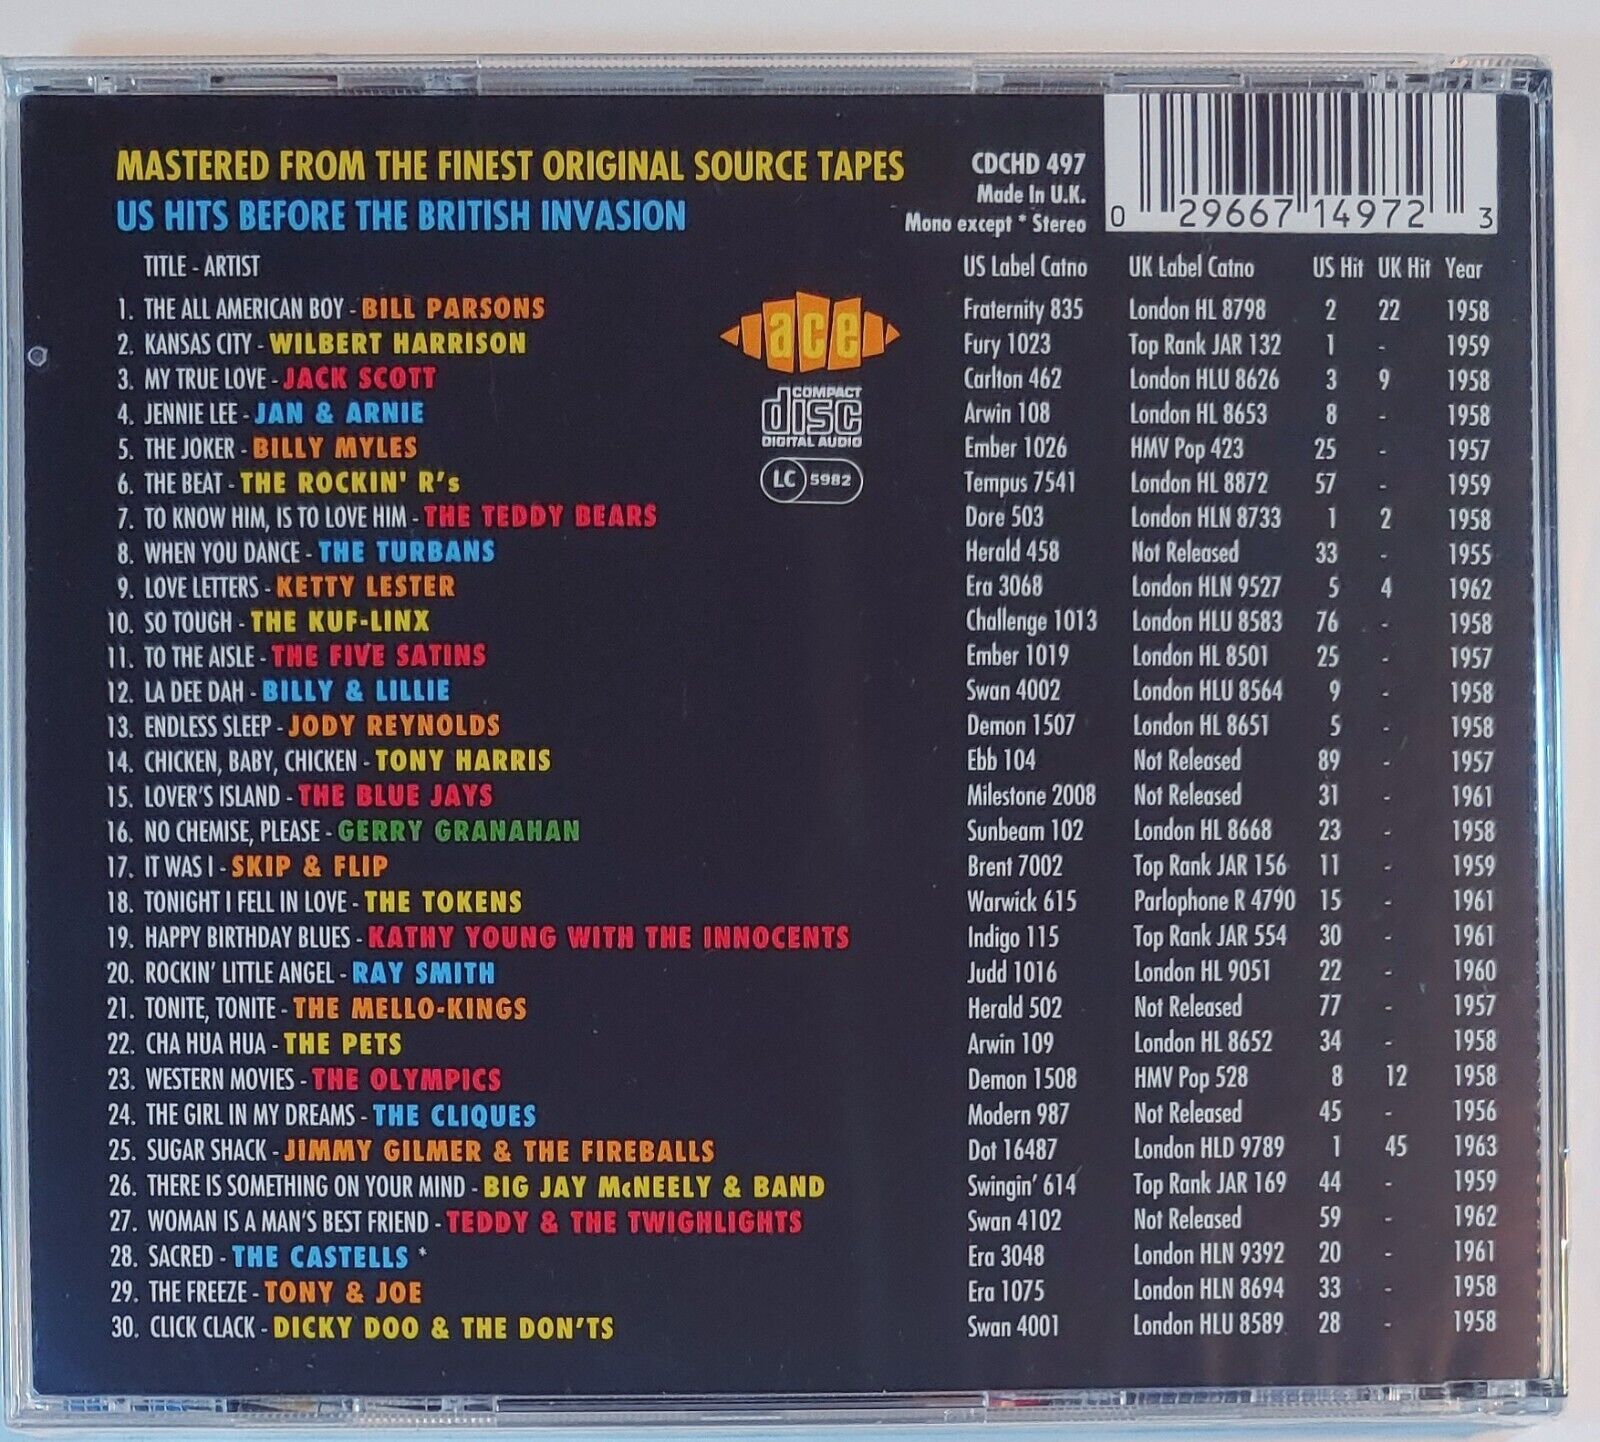 MASTERED FROM THE FINEST ORIGINAL SOURCE TAPES
US HITS BEFORE THE BRITISH INVASION
CDCHD 497
Made In U.K.
Mono except * Stereo
0 29667 14972 3
TITLE - ARTIST US Label Catno UK Label Catno US Hit UK Hit Year
ace
COMPACT
disc
DIGITAL AUDIO
LC 5982
1. THE ALL AMERICAN BOY - BILL PARSONS Fraternity 835 London HL 8798 2 22 1958
2. KANSAS CITY - WILBERT HARRISON Fury 1023 Top Rank JAR 132 1 - 1959
3. MY TRUE LOVE - JACK SCOTT Carlton 462 London HLU 8626 3 9 1958
4. JENNIE LEE - JAN & ARNIE Arwin 108 London HL 8653 8 - 1958
5. THE JOKER - BILLY MYLES Ember 1026 HMV Pop 423 25 - 1957
6. THE BEAT - THE ROCKIN' R's Tempus 7541 London HL 8872 57 - 1959
7. TO KNOW HIM, IS TO LOVE HIM - THE TEDDY BEARS Dore 503 London HLN 8733 1 2 1958
8. WHEN YOU DANCE - THE TURBANS Herald 458 Not Released 33 - 1955
9. LOVE LETTERS - KETTY LESTER Era 3068 London HLN 9527 5 4 1962
10. SO TOUGH - THE KUF-LINX Challenge 1013 London HLU 8583 76 - 1958
11. TO THE AISLE - THE FIVE SATINS Ember 1019 London HL 8501 25 - 1957
12. LA DEE DAH - BILLY & LILLIE Swan 4002 London HLU 8564 9 - 1958
13. ENDLESS SLEEP - JODY REYNOLDS Demon 1507 London HL 8651 5 - 1958
14. CHICKEN, BABY, CHICKEN - TONY HARRIS Ebb 104 Not Released 89 - 1957
15. LOVER'S ISLAND - THE BLUE JAYS Milestone 2008 Not Released 31 - 1961
16. NO CHEMISE, PLEASE - GERRY GRANAHAN Sunbeam 102 London HL 8668 23 - 1958
17. IT WAS I - SKIP & FLIP Brent 7002 Top Rank JAR 156 11 - 1959
18. TONIGHT I FELL IN LOVE - THE TOKENS Warwick 615 Parlophone R 4790 15 - 1961
19. HAPPY BIRTHDAY BLUES - KATHY YOUNG WITH THE INNOCENTS Indigo 115 Top Rank JAR 554 30 - 1961
20. ROCKIN' LITTLE ANGEL - RAY SMITH Judd 1016 London HL 9051 22 - 1960
21. TONITE, TONITE - THE MELLO-KINGS Herald 502 Not Released 77 - 1957
22. CHA HUA HUA - THE PETS Arwin 109 London HL 8652 34 - 1958
23. WESTERN MOVIES - THE OLYMPICS Demon 1508 HMV Pop 528 8 12 1958
24. THE GIRL IN MY DREAMS - THE CLIQUES Modern 987 Not Released 45 - 1956
25. SUGAR SHACK - JIMMY GILMER & THE FIREBALLS Dot 16487 London HLD 9789 1 45 1963
26. THERE IS SOMETHING ON YOUR MIND - BIG JAY McNEELY & BAND Swingin' 614 Top Rank JAR 169 44 - 1959
27. WOMAN IS A MAN'S BEST FRIEND - TEDDY & THE TWIGHLIGHTS Swan 4102 Not Released 59 - 1962
28. SACRED - THE CASTELLS * Era 3048 London HLN 9392 20 - 1961
29. THE FREEZE - TONY & JOE Era 1075 London HLN 8694 33 - 1958
30. CLICK CLACK - DICKY DOO & THE DON'TS Swan 4001 London HLU 8589 28 - 1958